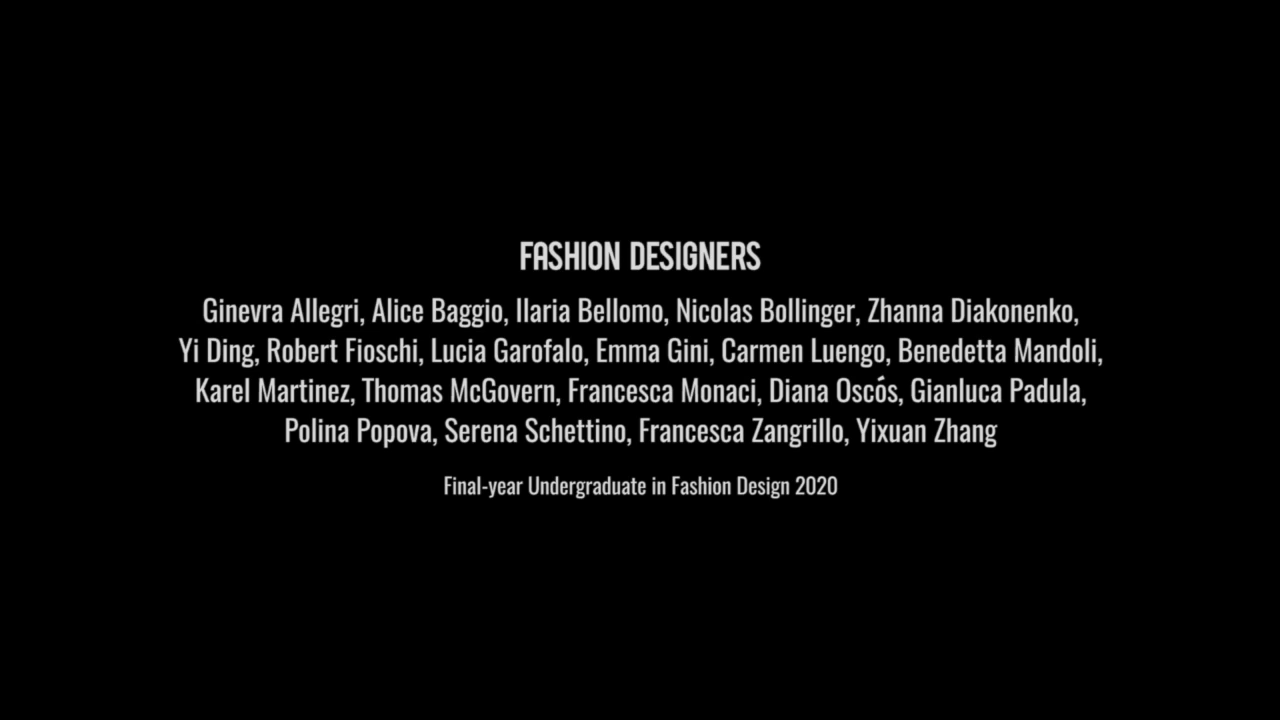 FASHION DESIGNERS
Ginevra Allegri, Alice Baggio, Ilaria Bellomo, Nicolas Bollinger, Zhanna Diakonenko,
Yi Ding, Robert Fioschi, Lucia Garofalo, Emma Gini, Carmen Luengo, Benedetta Mandoli,
Karel Martinez, Thomas McGovern, Francesca Monaci, Diana Oscós, Gianluca Padula,
Polina Popova, Serena Schettino, Francesca Zangrillo, Yixuan Zhang
Final-year Undergraduate in Fashion Design 2020